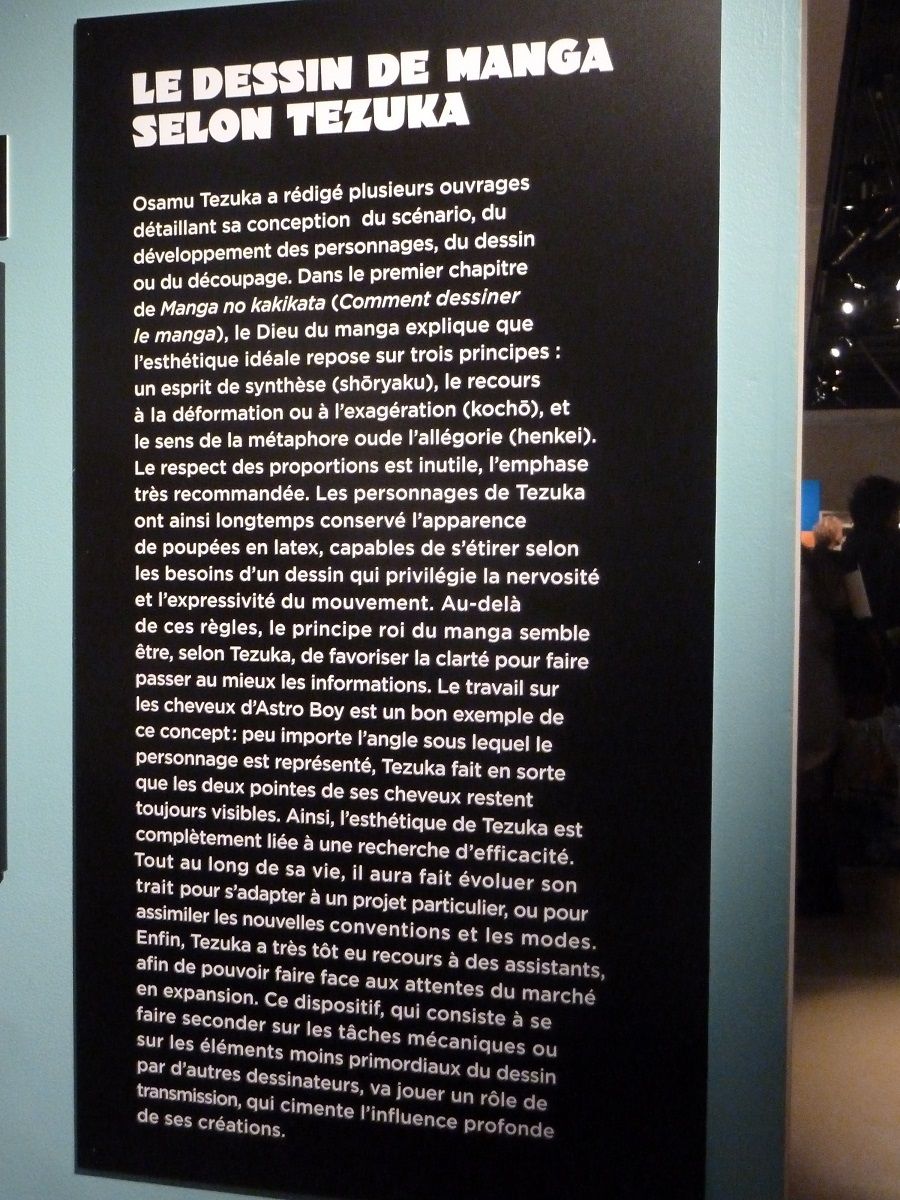 LE DESSIN DE MANGA
SELON TEZUKA
Osamu Tezuka a rédigé plusieurs ouvrages
détaillant sa conception du scénario, du
développement des personnages, du dessin
ou du découpage. Dans le premier chapitre
de Manga no kakikata (Comment dessiner
le manga), le Dieu du manga explique que
l'esthétique idéale repose sur trois principes :
un esprit de synthèse (shōryaku), le recours
à la déformation ou à l'exagération (kochō), et
le sens de la métaphore oude l'allégorie (henkei).
Le respect des proportions est inutile, l'emphase
très recommandée. Les personnages de Tezuka
ont ainsi longtemps conservé l'apparence
de poupées en latex, capables de s'étirer selon
les besoins d'un dessin qui privilégie la nervosité
et l'expressivité du mouvement. Au-delà
de ces règles, le principe roi du manga semble
être, selon Tezuka, de favoriser la clarté pour faire
passer au mieux les informations. Le travail sur
les cheveux d'Astro Boy est un bon exemple de
ce concept : peu importe l'angle sous lequel le
personnage est représenté, Tezuka fait en sorte
que les deux pointes de ses cheveux restent
toujours visibles. Ainsi, l'esthétique de Tezuka est
complètement liée à une recherche d'efficacité.
Tout au long de sa vie, il aura fait évoluer son
trait pour s'adapter à un projet particulier, ou pour
assimiler les nouvelles conventions et les modes.
Enfin, Tezuka a très tôt eu recours à des assistants,
afin de pouvoir faire face aux attentes du marché
en expansion. Ce dispositif, qui consiste à se
faire seconder sur les tâches mécaniques ou
sur les éléments moins primordiaux du dessin
par d'autres dessinateurs, va jouer un rôle de
transmission, qui cimente l'influence profonde
de ses créations.